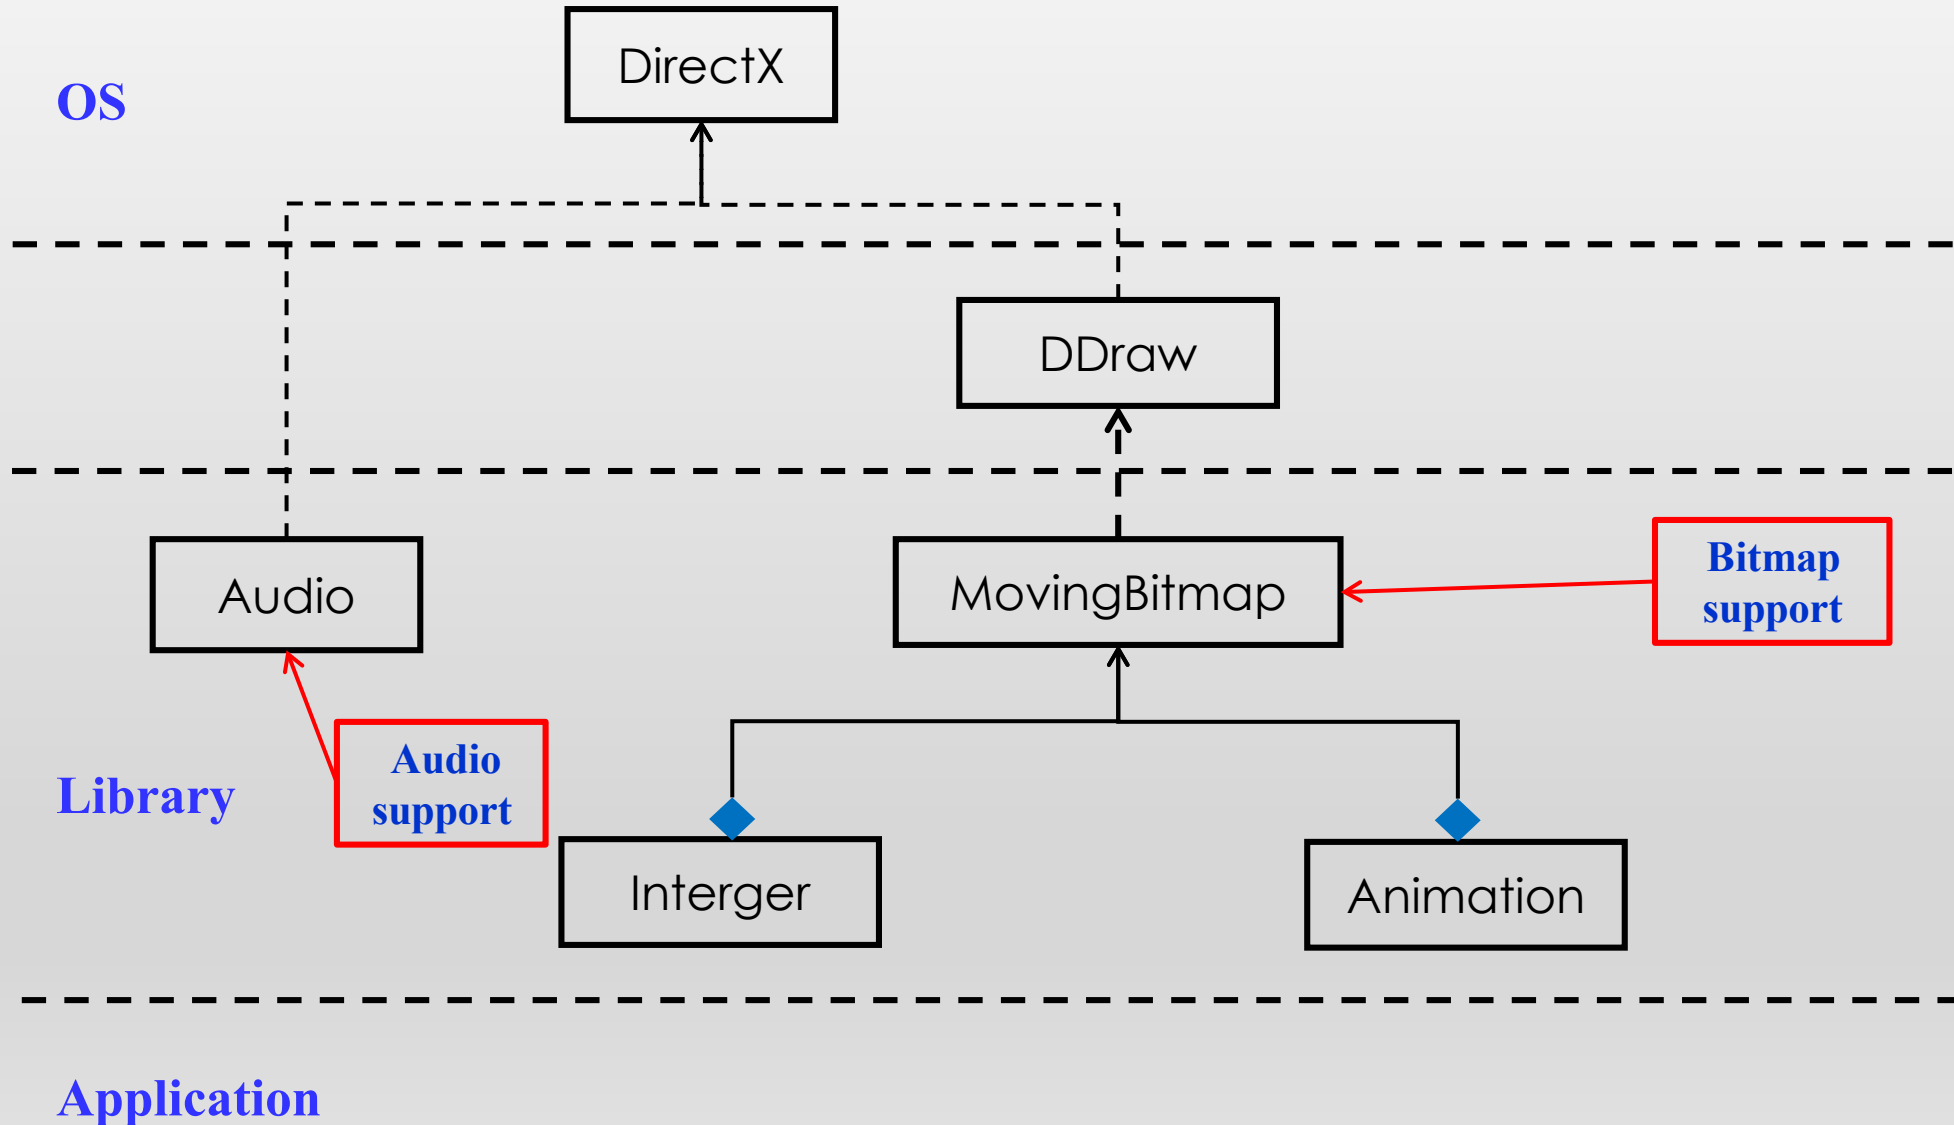 DirectX
OS
DDraw
Audio
MovingBitmap
Bitmap
support
Audio
support
Library
Interger
Animation
Application